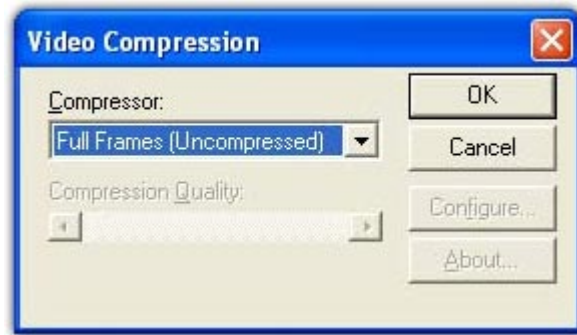 Video Compression
Compressor:
Full Frames (Uncompressed)
Compression Quality:
OK
Cancel
Configure...
About...